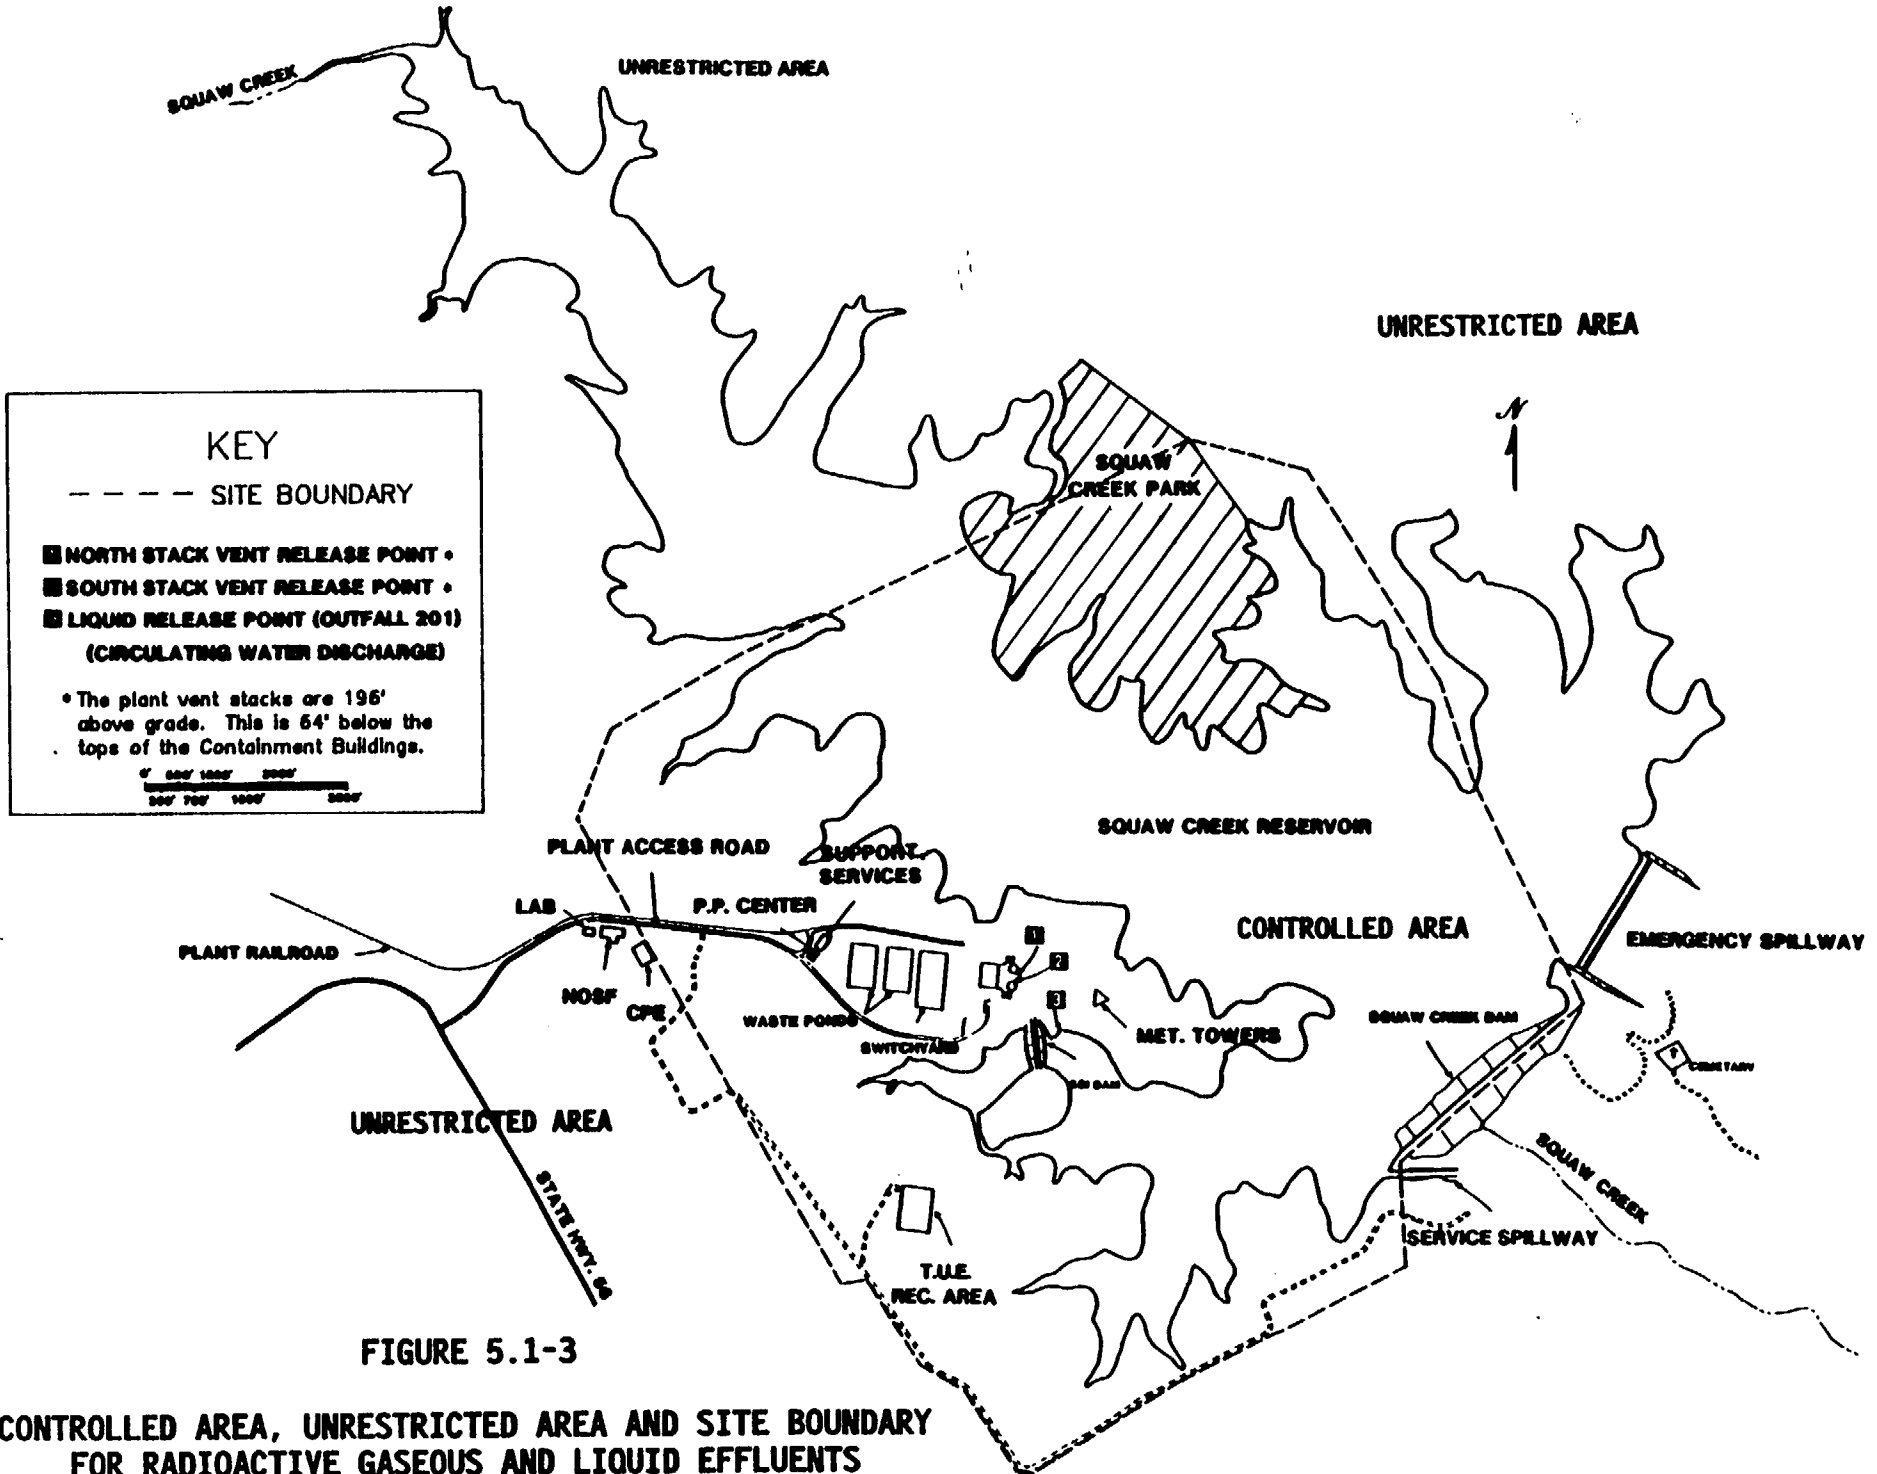 SQUAW CREEK
UNRESTRICTED AREA
UNRESTRICTED AREA
N
KEY
SITE BOUNDARY
NORTH STACK VENT RELEASE POINT *
SOUTH STACK VENT RELEASE POINT *
LIQUID RELEASE POINT (OUTFALL 201)
(CIRCULATING WATER DISCHARGE)
* The plant vent stacks are 196'
above grade. This is 64' below the
tops of the Containment Buildings.
SQUAW
CREEK PARK
SQUAW CREEK RESERVOIR
PLANT ACCESS ROAD
SUPPORT
SERVICES
LAB
P.P. CENTER
CONTROLLED AREA
EMERGENCY SPILLWAY
PLANT RAILROAD
1
2
3
NOSF
CPE
WASTE PONDS
SWITCHYARD
MET. TOWERS
SQUAW CREEK DAM
CEMETARY
DAM
UNRESTRICTED AREA
STATE HWY.
SQUAW CREEK
SERVICE SPILLWAY
T.U.E.
REC. AREA
FIGURE 5.1-3
CONTROLLED AREA, UNRESTRICTED AREA AND SITE BOUNDARY
FOR RADIOACTIVE GASEOUS AND LIQUID EFFLUENTS